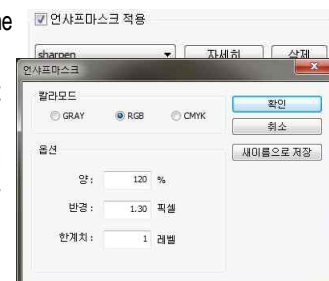 ne
언샤프마스크 적용
sharpen
자세히
삭제
언샤프마스크
칼라모드
GRAY
RGB
CMYK
확인
취소
새이름으로 저장
옵션
양: 120 %
반경: 1.30 픽셀
한계치: 1 레벨